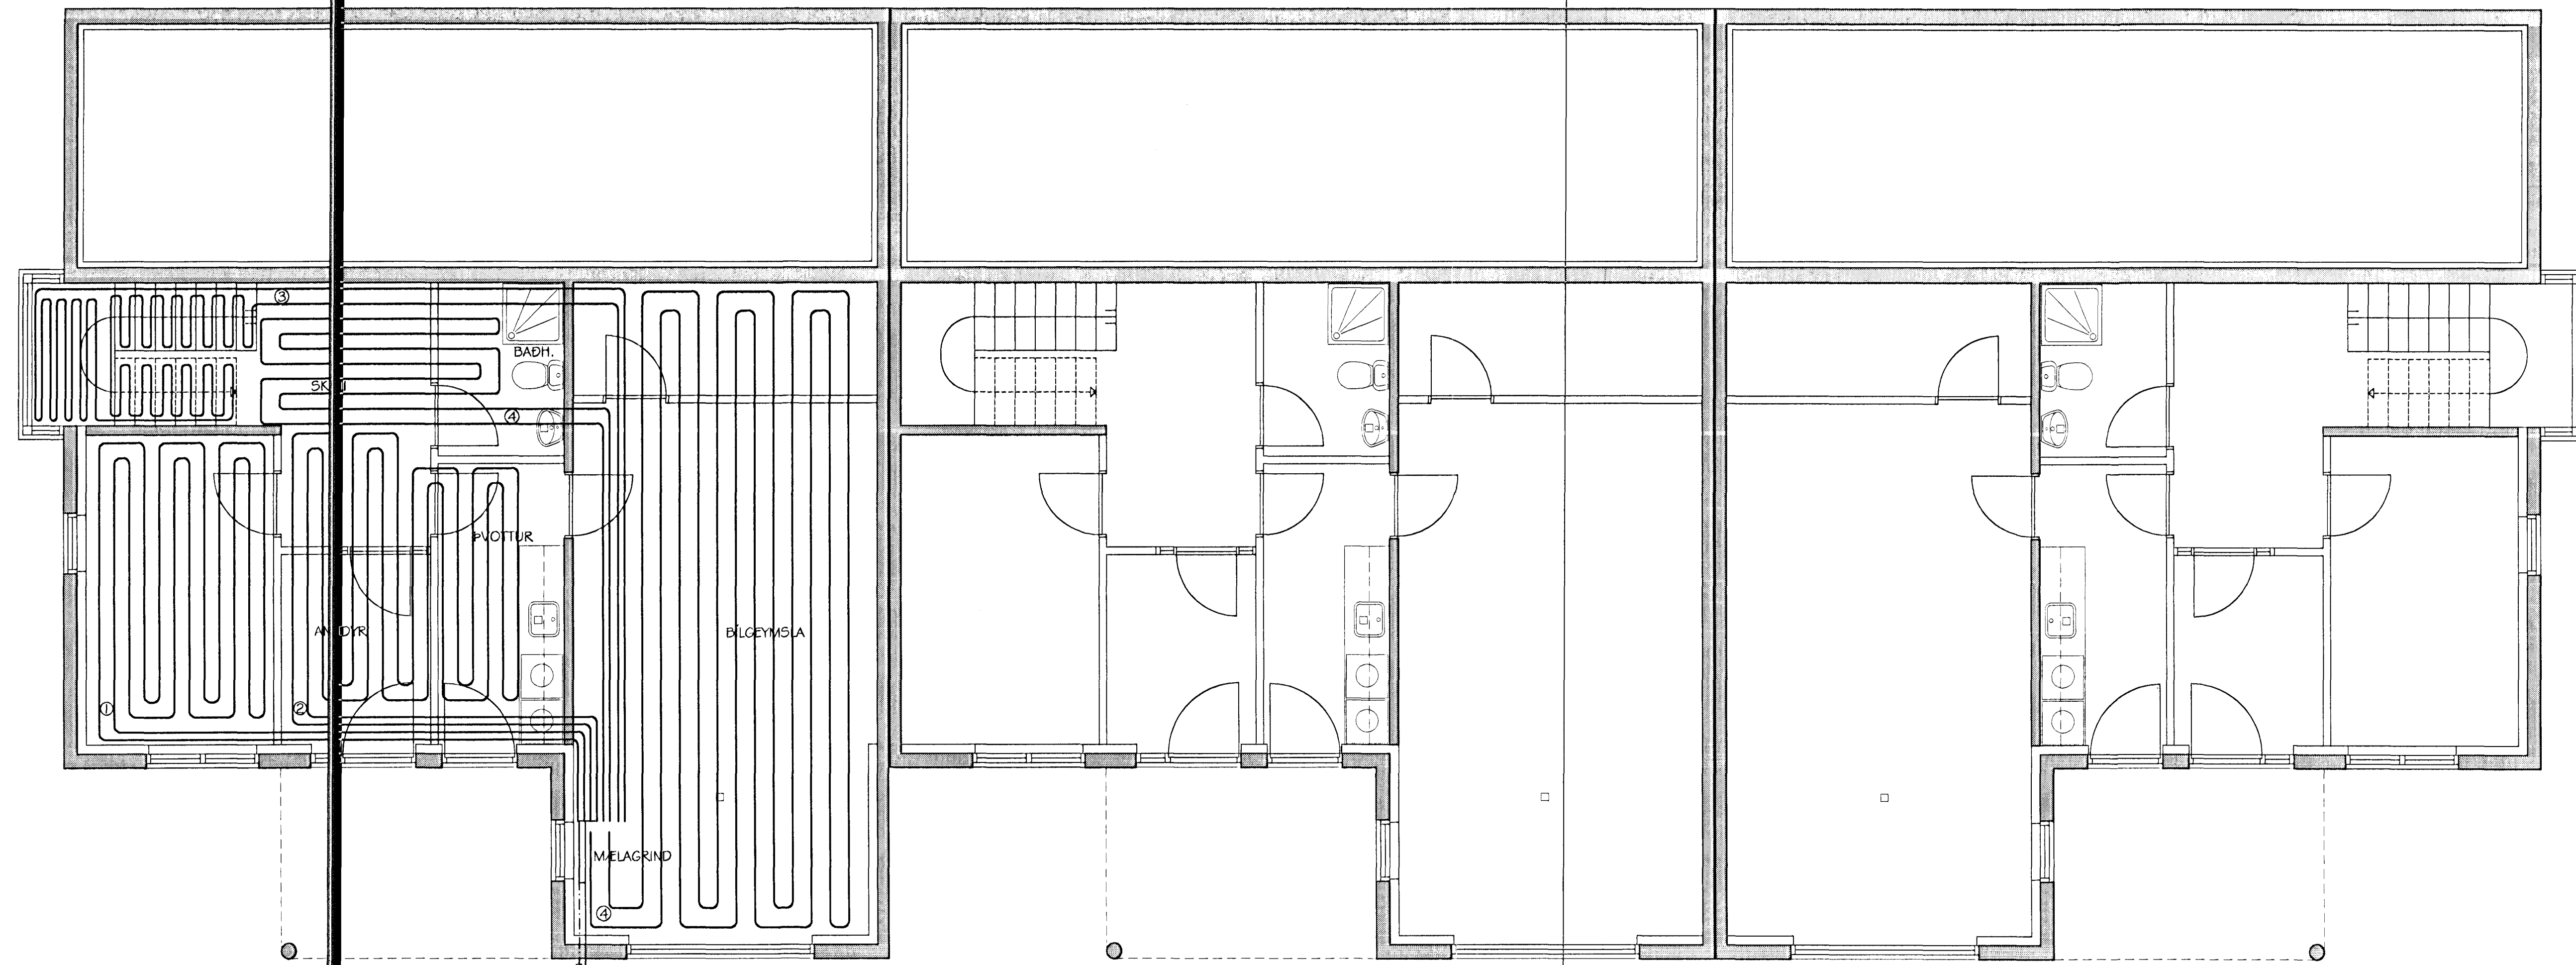 ③
BAÐH.
④
ÞVOTTUR
BÍLGEYMSLA
①
②
MÆLAGRIND
④